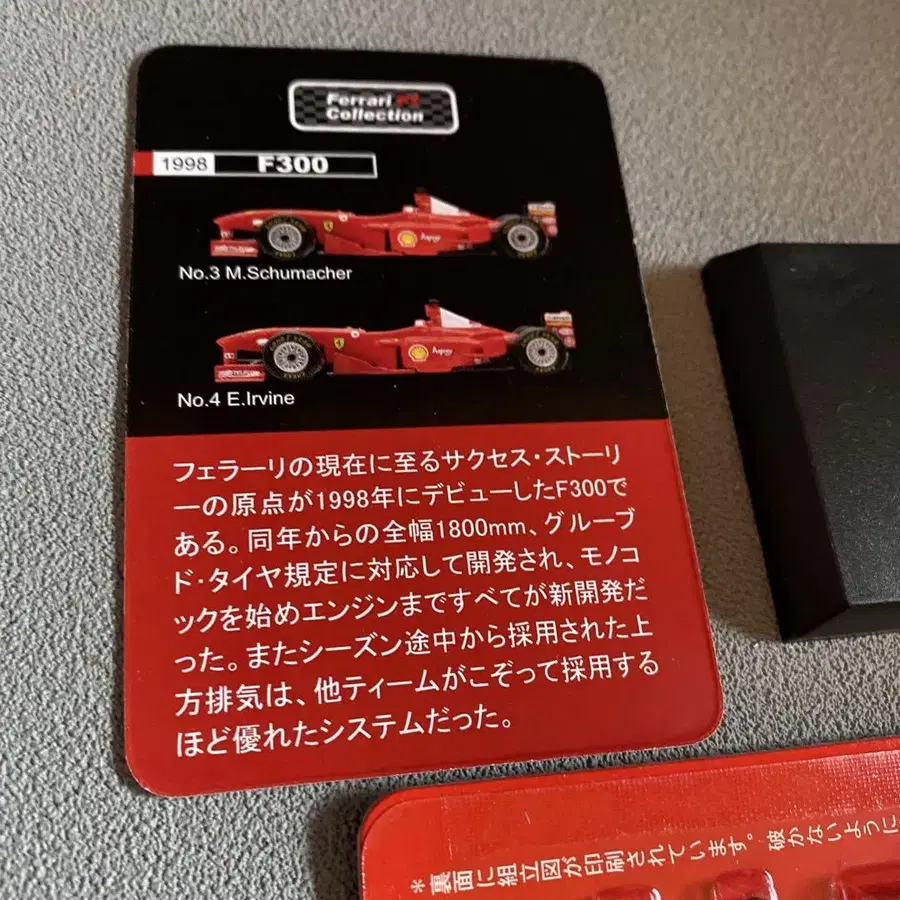 Ferrari F1
Collection
1998 F300
No.3 M.Schumacher
No.4 E.Irvine
フェラーリの現在に至るサクセス・ストーリ
ーの原点が1998年にデビューしたF300で
ある。同年からの全幅1800mm、グルーブ
ド・タイヤ規定に対応して開発され、モノコ
ックを始めエンジンまですべてが新開発だ
った。またシーズン途中から採用された上
方排気は、他ティームがこぞって採用する
ほど優れたシステムだった。
*裏面に組立図が印刷されています。破かないように